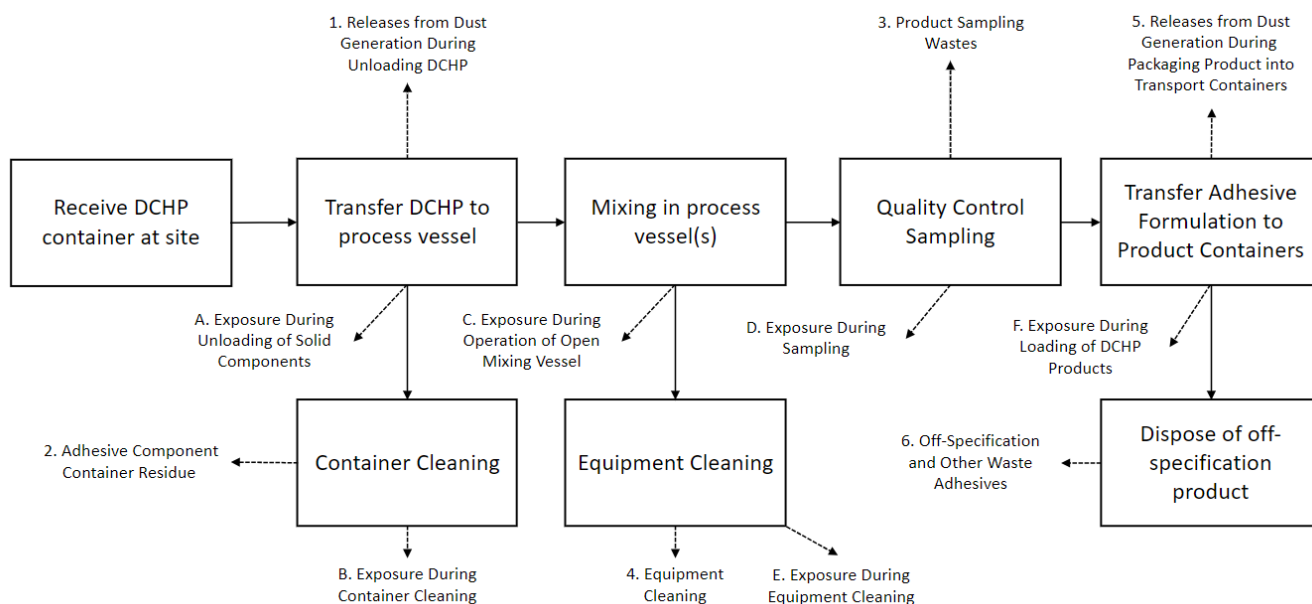 1. Releases from Dust
Generation During
Unloading DCHP
3. Product Sampling
Wastes
5. Releases from Dust
Generation During
Packaging Product into
Transport Containers
Receive DCHP
container at site
Transfer DCHP to
process vessel
Mixing in process
vessel(s)
Quality Control
Sampling
Transfer Adhesive
Formulation to
Product Containers
A. Exposure During
Unloading of Solid
Components
C. Exposure During
Operation of Open
Mixing Vessel
D. Exposure During
Sampling
F. Exposure During
Loading of DCHP
Products
2. Adhesive Component
Container Residue
Container Cleaning
Equipment Cleaning
6. Off-Specification
and Other Waste
Adhesives
Dispose of off-
specification
product
B. Exposure During
Container Cleaning
4. Equipment
Cleaning
E. Exposure During
Equipment Cleaning